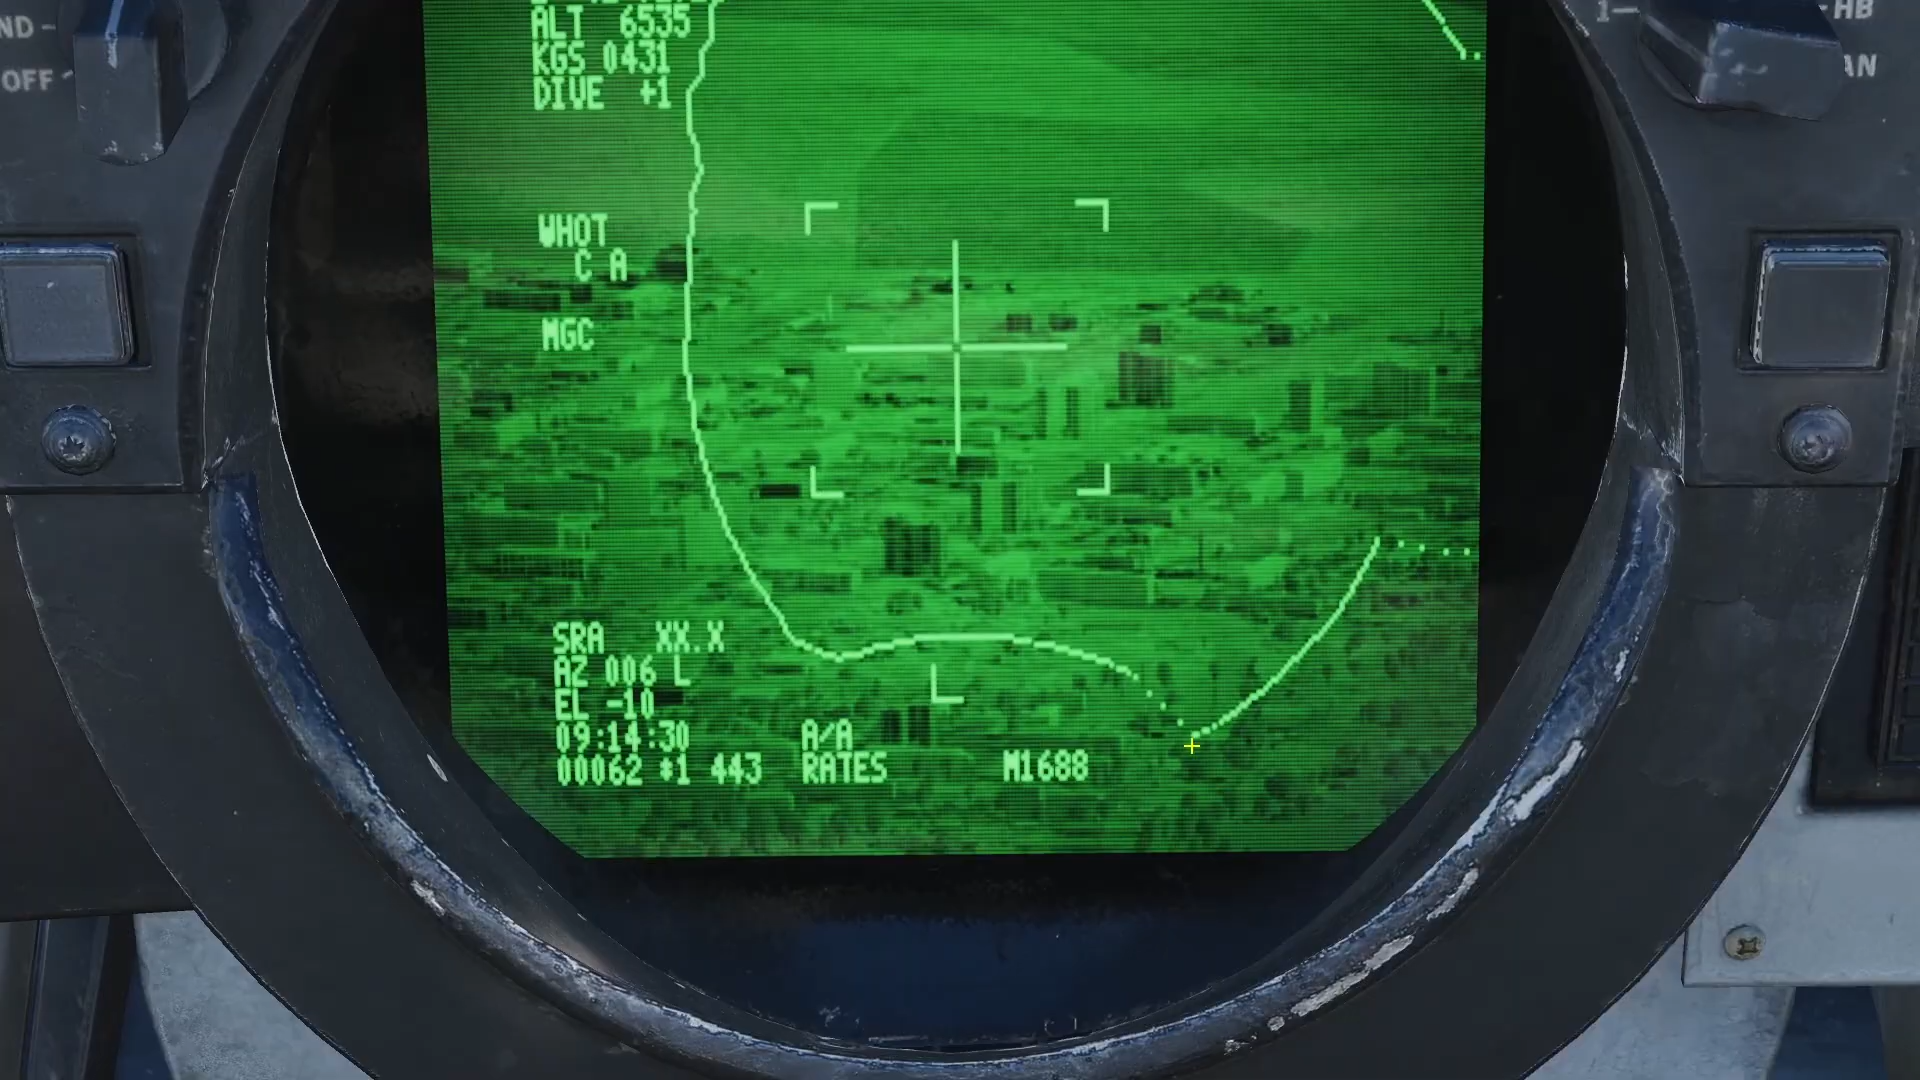 ND
OFF
1
HB
AN
ALT 6535
KGS 0431
DIVE +1
WHOT
C A
MGC
SRA XX.X
AZ 006 L
EL -10
09:14:30
00062 *1 443
A/A
RATES
M1688